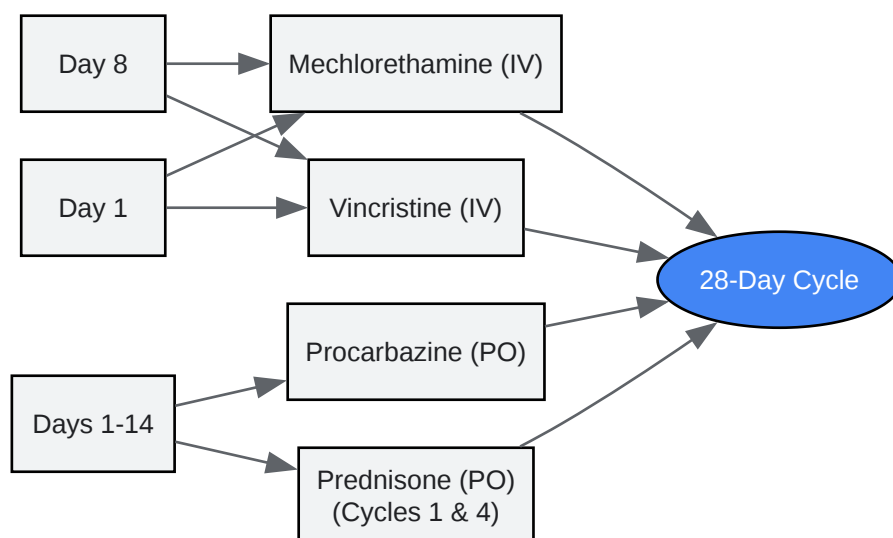 Day 8
Mechlorethamine (IV)
Day 1
Vincristine (IV)
28-Day Cycle
Procarbazine (PO)
Days 1-14
Prednisone (PO)
(Cycles 1 & 4)